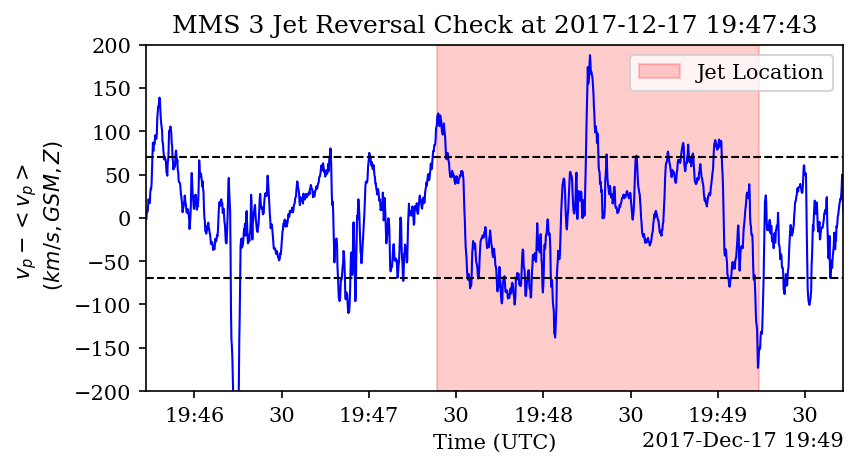 MMS 3 Jet Reversal Check at 2017-12-17 19:47:43
200
150
100
50
0
−50
−100
−150
−200
v_p − < v_p >
(km/s, GSM, Z)
Jet Location
19:46 30 19:47 30 19:48 30 19:49 30
Time (UTC)
2017-Dec-17 19:49